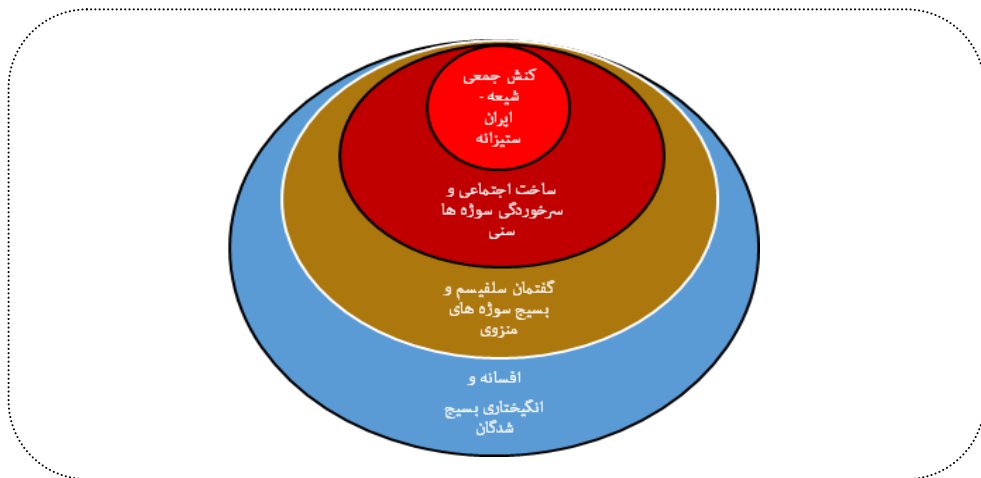 کنش جمعی
شیعه -
ایران
ستیزانه
ساخت اجتماعی و
سرخوردگی سوژه ها
سنی
گفتمان سلفیسم و
بسیج سوژه های
منزوی
افسانه و
انگیختاری بسیج
شدگان